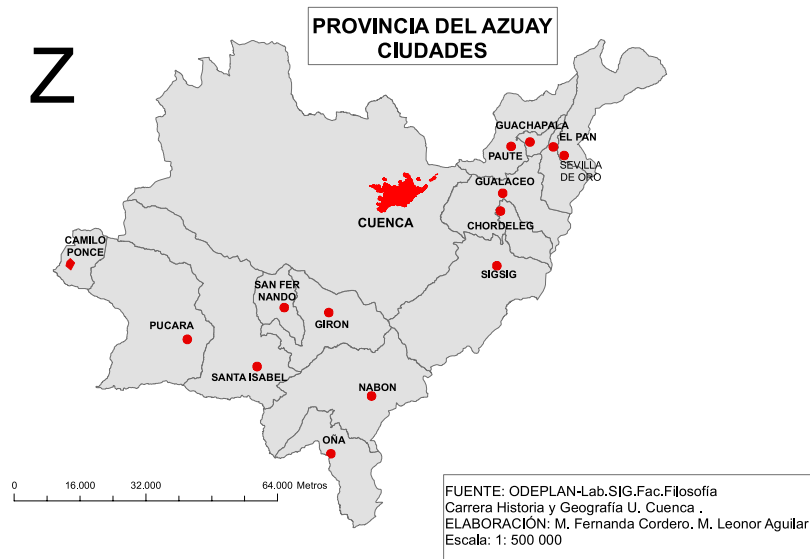 PROVINCIA DEL AZUAY
CIUDADES
Z
GUACHAPALA
EL PAN
PAUTE
SEVILLA
DE ORO
GUALACEO
CUENCA
CHORDELEG
CAMILO
PONCE
SIGSIG
SAN FER
NANDO
PUCARA
GIRON
SANTA ISABEL
NABON
OÑA
0 16.000 32.000 64.000 Metros
FUENTE: ODEPLAN-Lab.SIG.Fac.Filosofía
Carrera Historia y Geografía U. Cuenca .
ELABORACIÓN: M. Fernanda Cordero. M. Leonor Aguilar
Escala: 1: 500 000